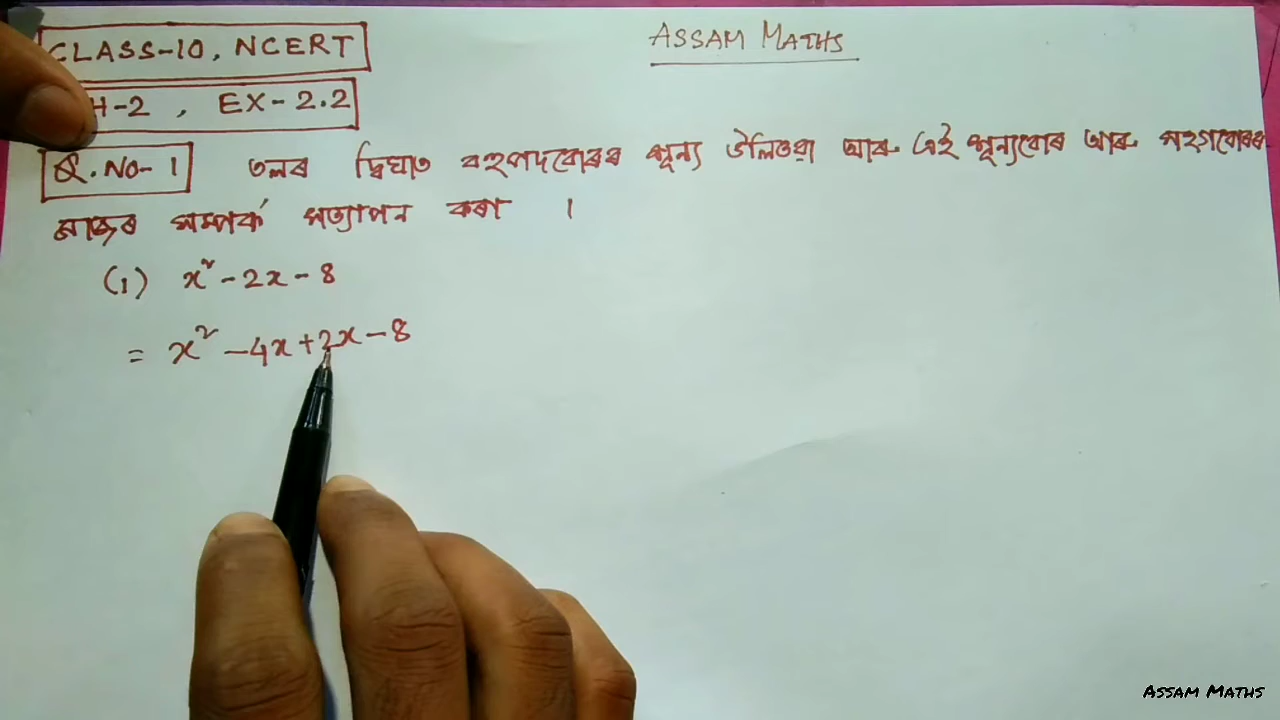 CLASS-10, NCERT
ASSAM MATHS
H-2 , EX-2.2
Q.NO-1 তলৰ দ্বিঘাত বহুপদবোৰৰ শূন্য উলিওৱা আৰু এই শূন্যবোৰ আৰু সহগবোৰৰ
মাজৰ সম্পৰ্ক সত্যাপন কৰা ।
(1) x² - 2x - 8
= x² - 4x + 2x - 8
ASSAM MATHS